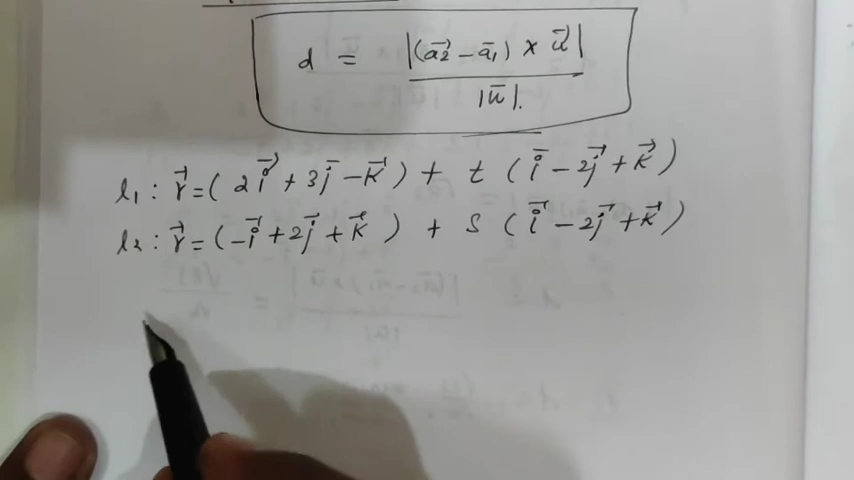 d = |(a⃗2 − a⃗1) × u⃗| / |u⃗|.
l1 : r⃗ = ( 2i⃗ + 3j⃗ − k⃗ ) + t ( i⃗ − 2j⃗ + k⃗ )
l2 : r⃗ = ( −i⃗ + 2j⃗ + k⃗ ) + s ( i⃗ − 2j⃗ + k⃗ )